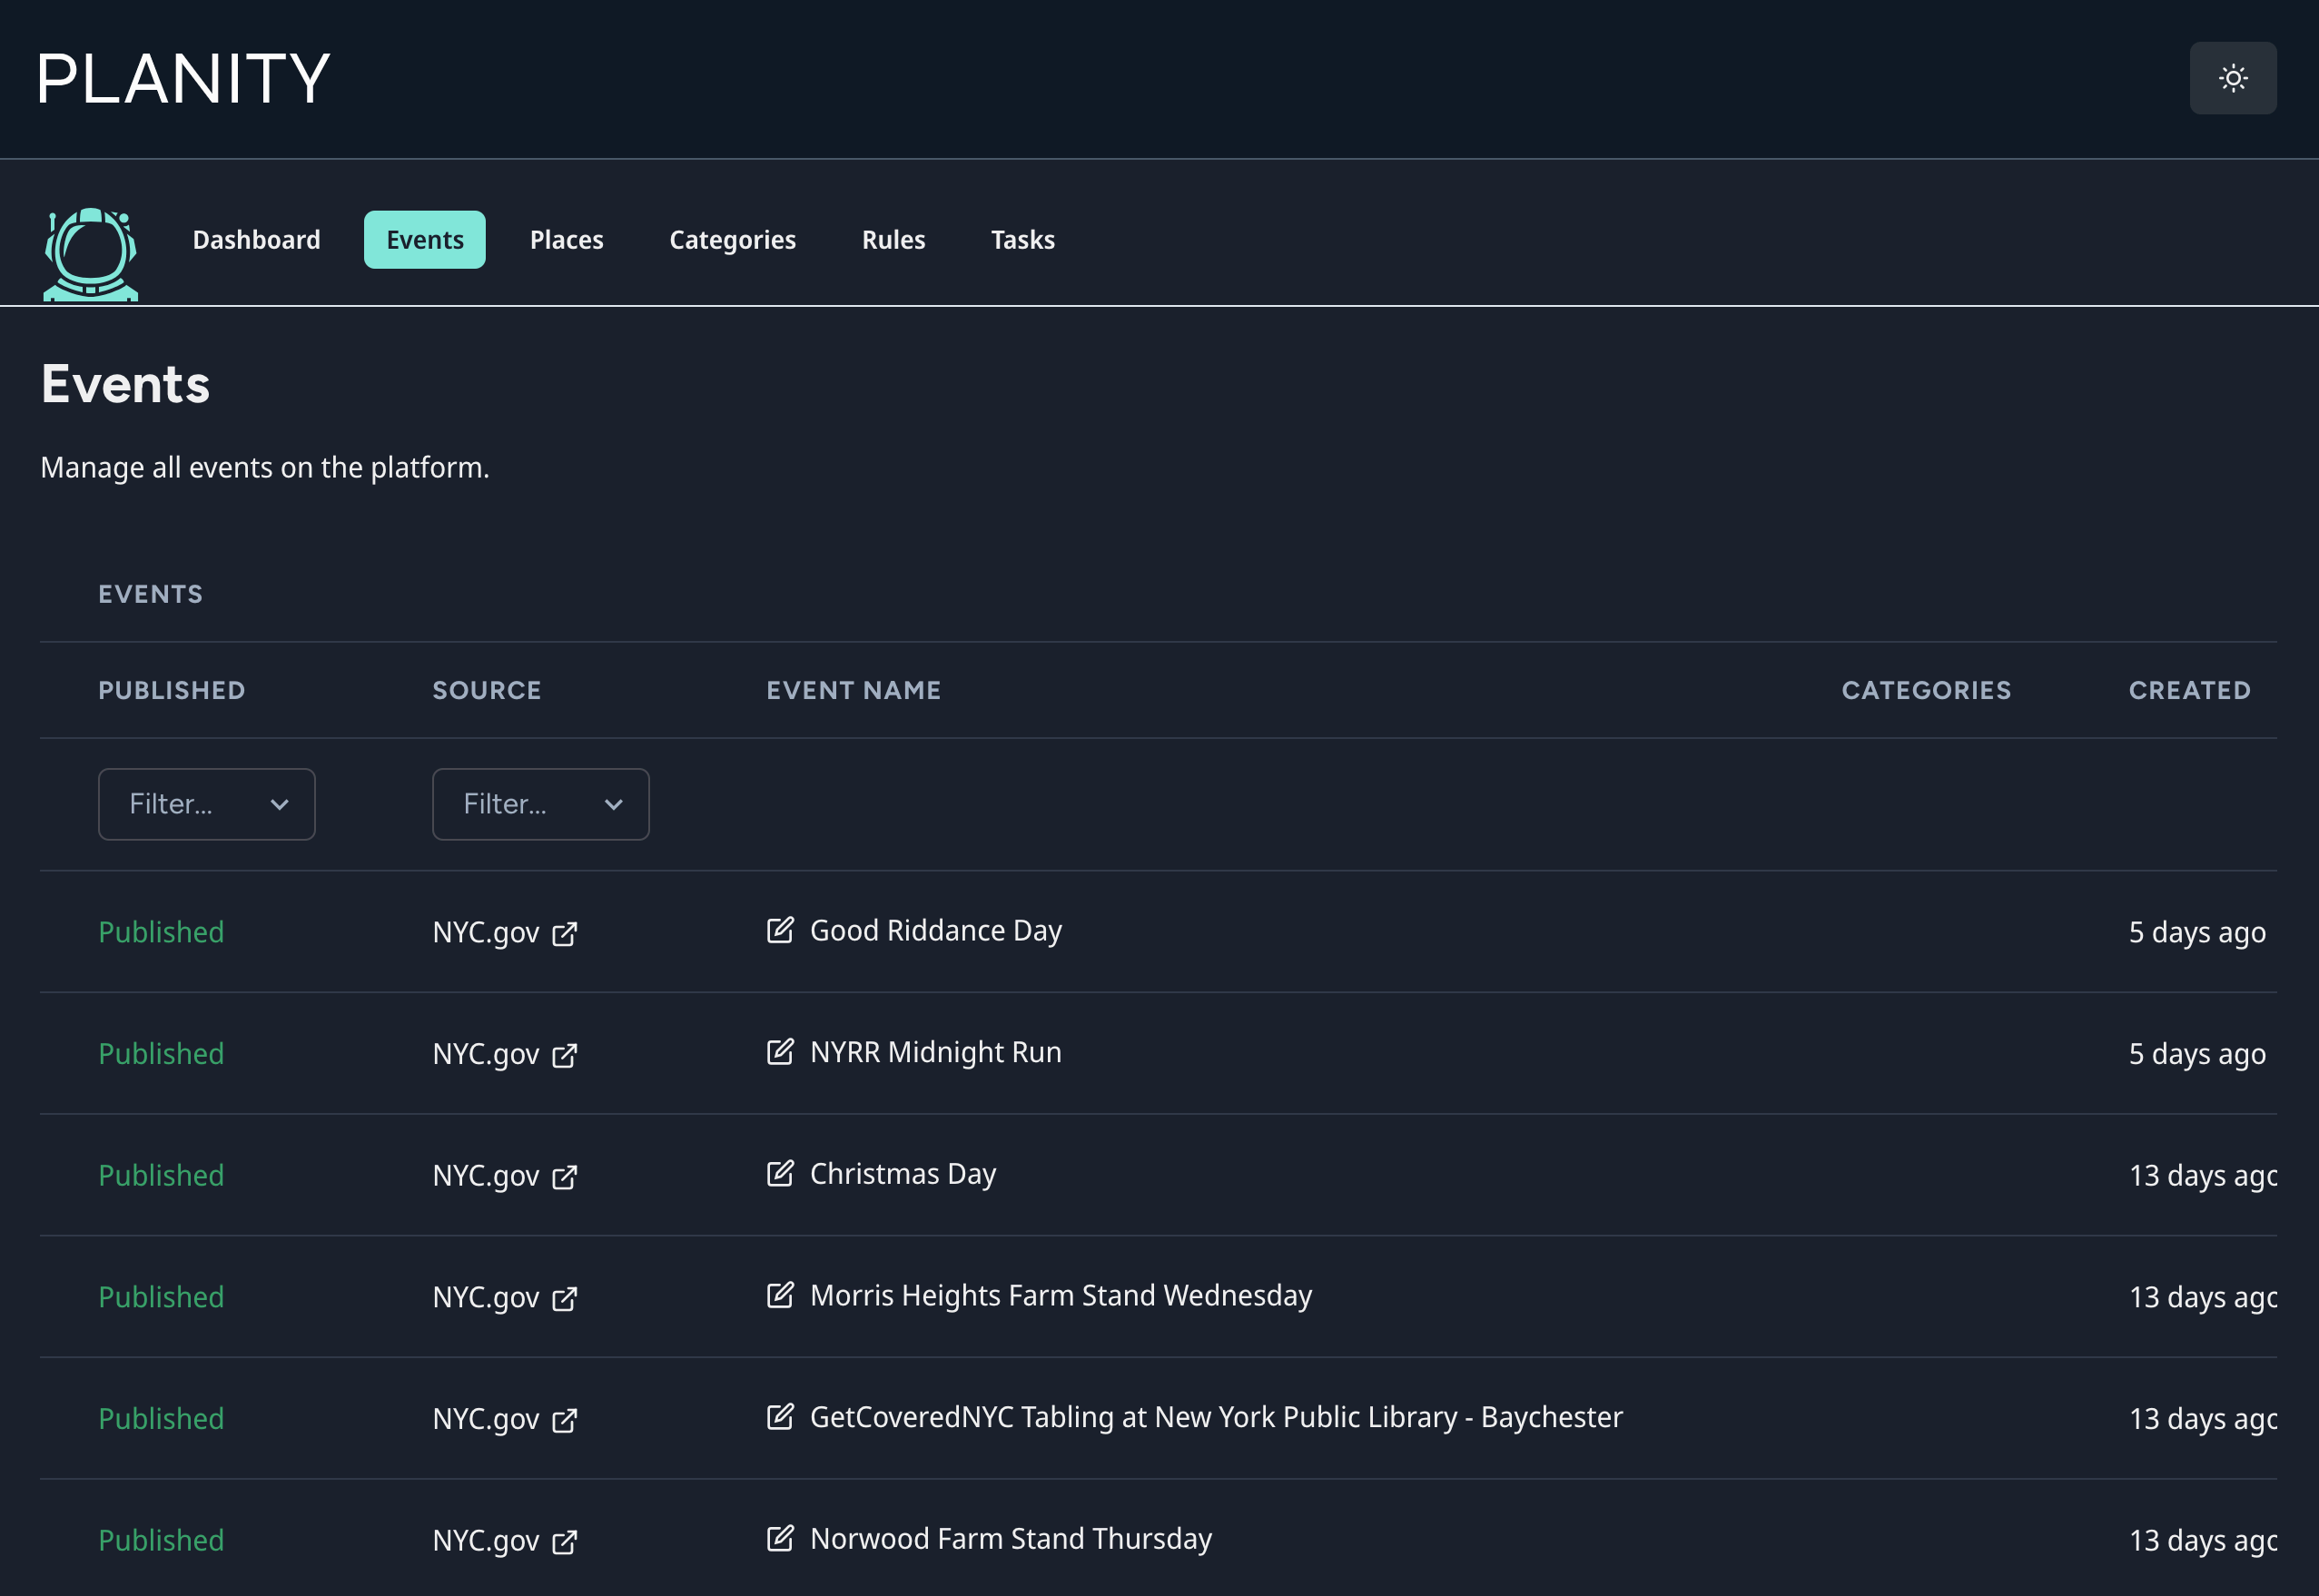 PLANITY
Dashboard Events Places Categories Rules Tasks
Events
Manage all events on the platform.
EVENTS
PUBLISHED SOURCE EVENT NAME CATEGORIES CREATED
Filter... Filter...
Published NYC.gov Good Riddance Day 5 days ago
Published NYC.gov NYRR Midnight Run 5 days ago
Published NYC.gov Christmas Day 13 days ago
Published NYC.gov Morris Heights Farm Stand Wednesday 13 days ago
Published NYC.gov GetCoveredNYC Tabling at New York Public Library - Baychester 13 days ago
Published NYC.gov Norwood Farm Stand Thursday 13 days ago